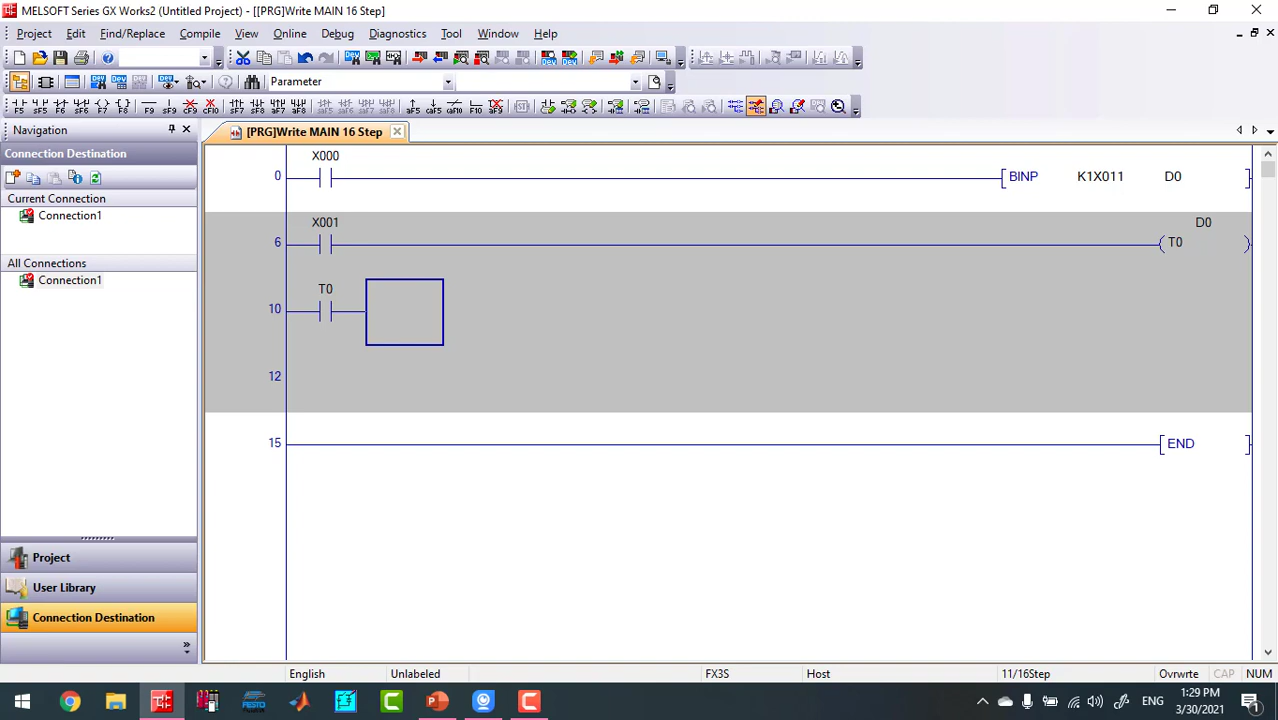 MELSOFT Series GX Works2 (Untitled Project) - [[PRG]Write MAIN 16 Step]
Project Edit Find/Replace Compile View Online Debug Diagnostics Tool Window Help
Parameter
Navigation
[PRG]Write MAIN 16 Step
Connection Destination
Current Connection
Connection1
All Connections
Connection1
Project
User Library
Connection Destination
X000
0 BINP K1X011 D0
X001 D0
6 T0
T0
10
12
15 END
English Unlabeled FX3S Host 11/16Step Ovrwrte CAP NUM
ENG
1:29 PM
3/30/2021